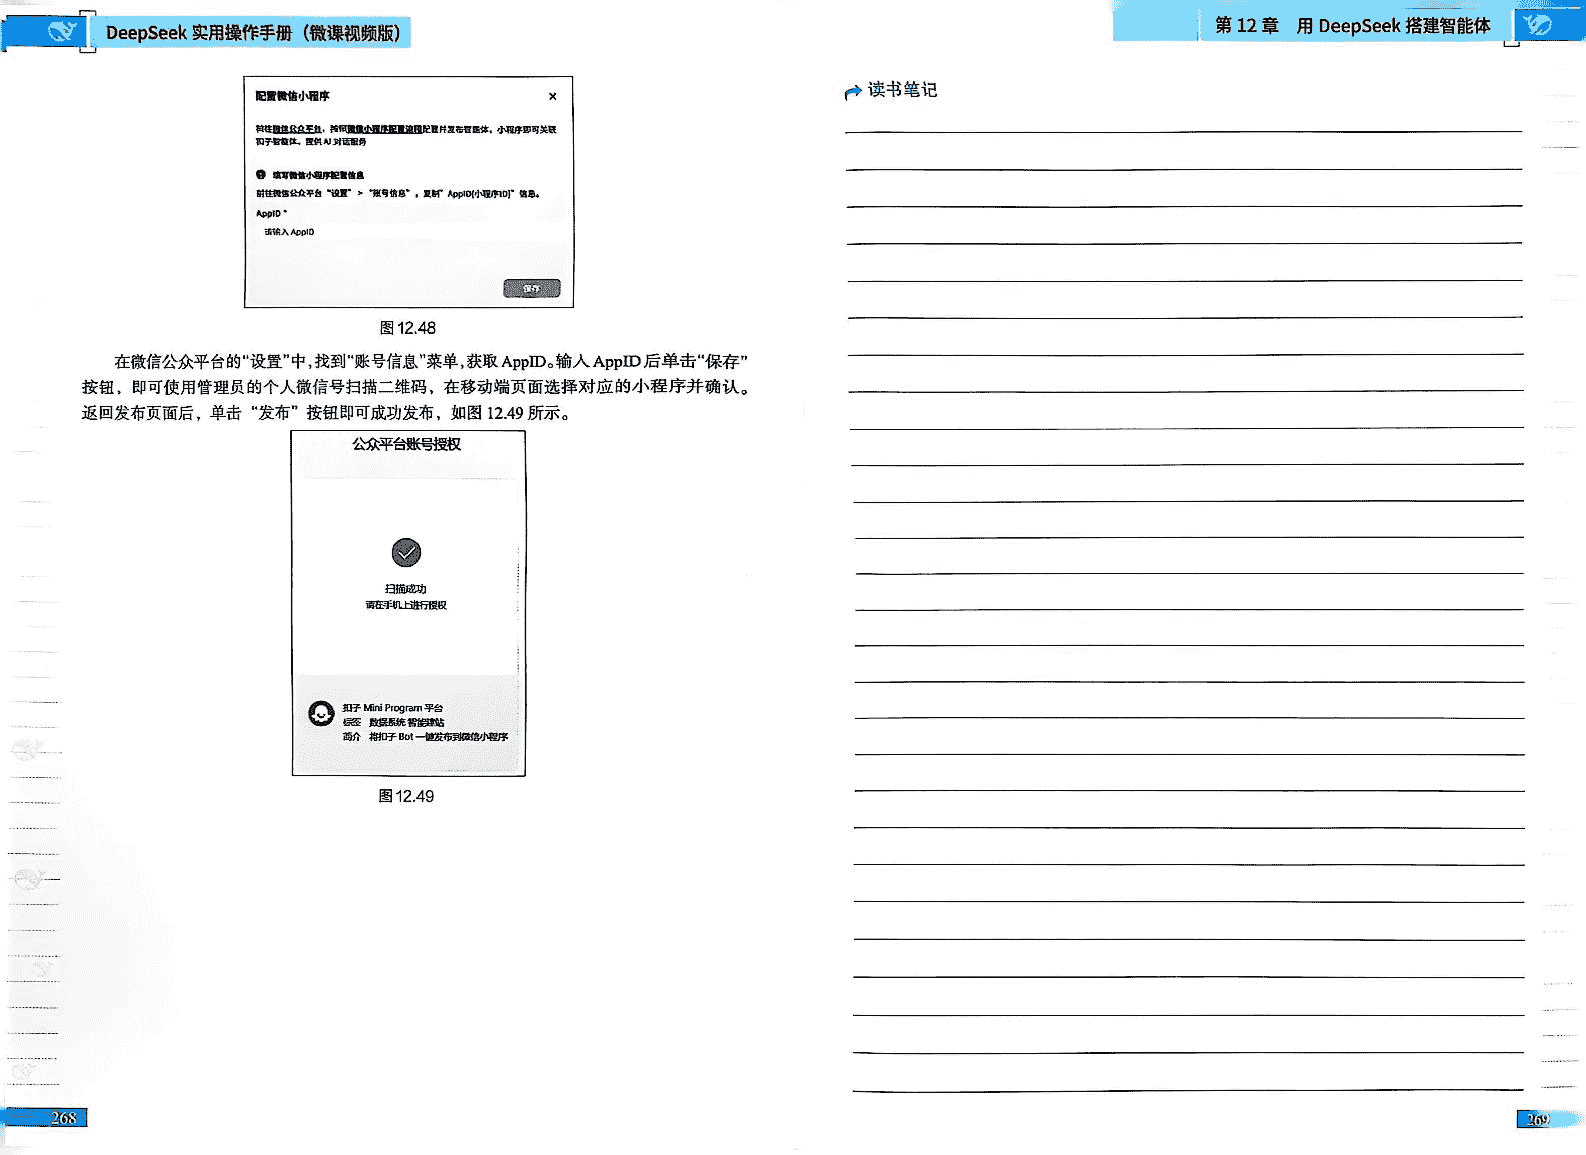 DeepSeek 实用操作手册（微课视频版）
配置微信小程序
×
前往微信公众平台，按照微信小程序配置流程配置并发布智能体，小程序即可关联
扣子智能体，提供 AI 对话服务
1 填写微信小程序配置信息
前往微信公众平台“设置” > “账号信息”，复制“AppID(小程序ID)”信息。
AppID *
请输入 AppID
保存
图 12.48
在微信公众平台的“设置”中，找到“账号信息”菜单，获取 AppID。输入 AppID 后单击“保存”
按钮，即可使用管理员的个人微信号扫描二维码，在移动端页面选择对应的小程序并确认。
返回发布页面后，单击“发布”按钮即可成功发布，如图 12.49 所示。
公众平台账号授权
扫描成功
请在手机上进行授权
扣子 Mini Program 平台
标签 数据系统 智能建站
简介 将扣子 Bot 一键发布到微信小程序
图 12.49
268
第 12 章 用 DeepSeek 搭建智能体
读书笔记
269